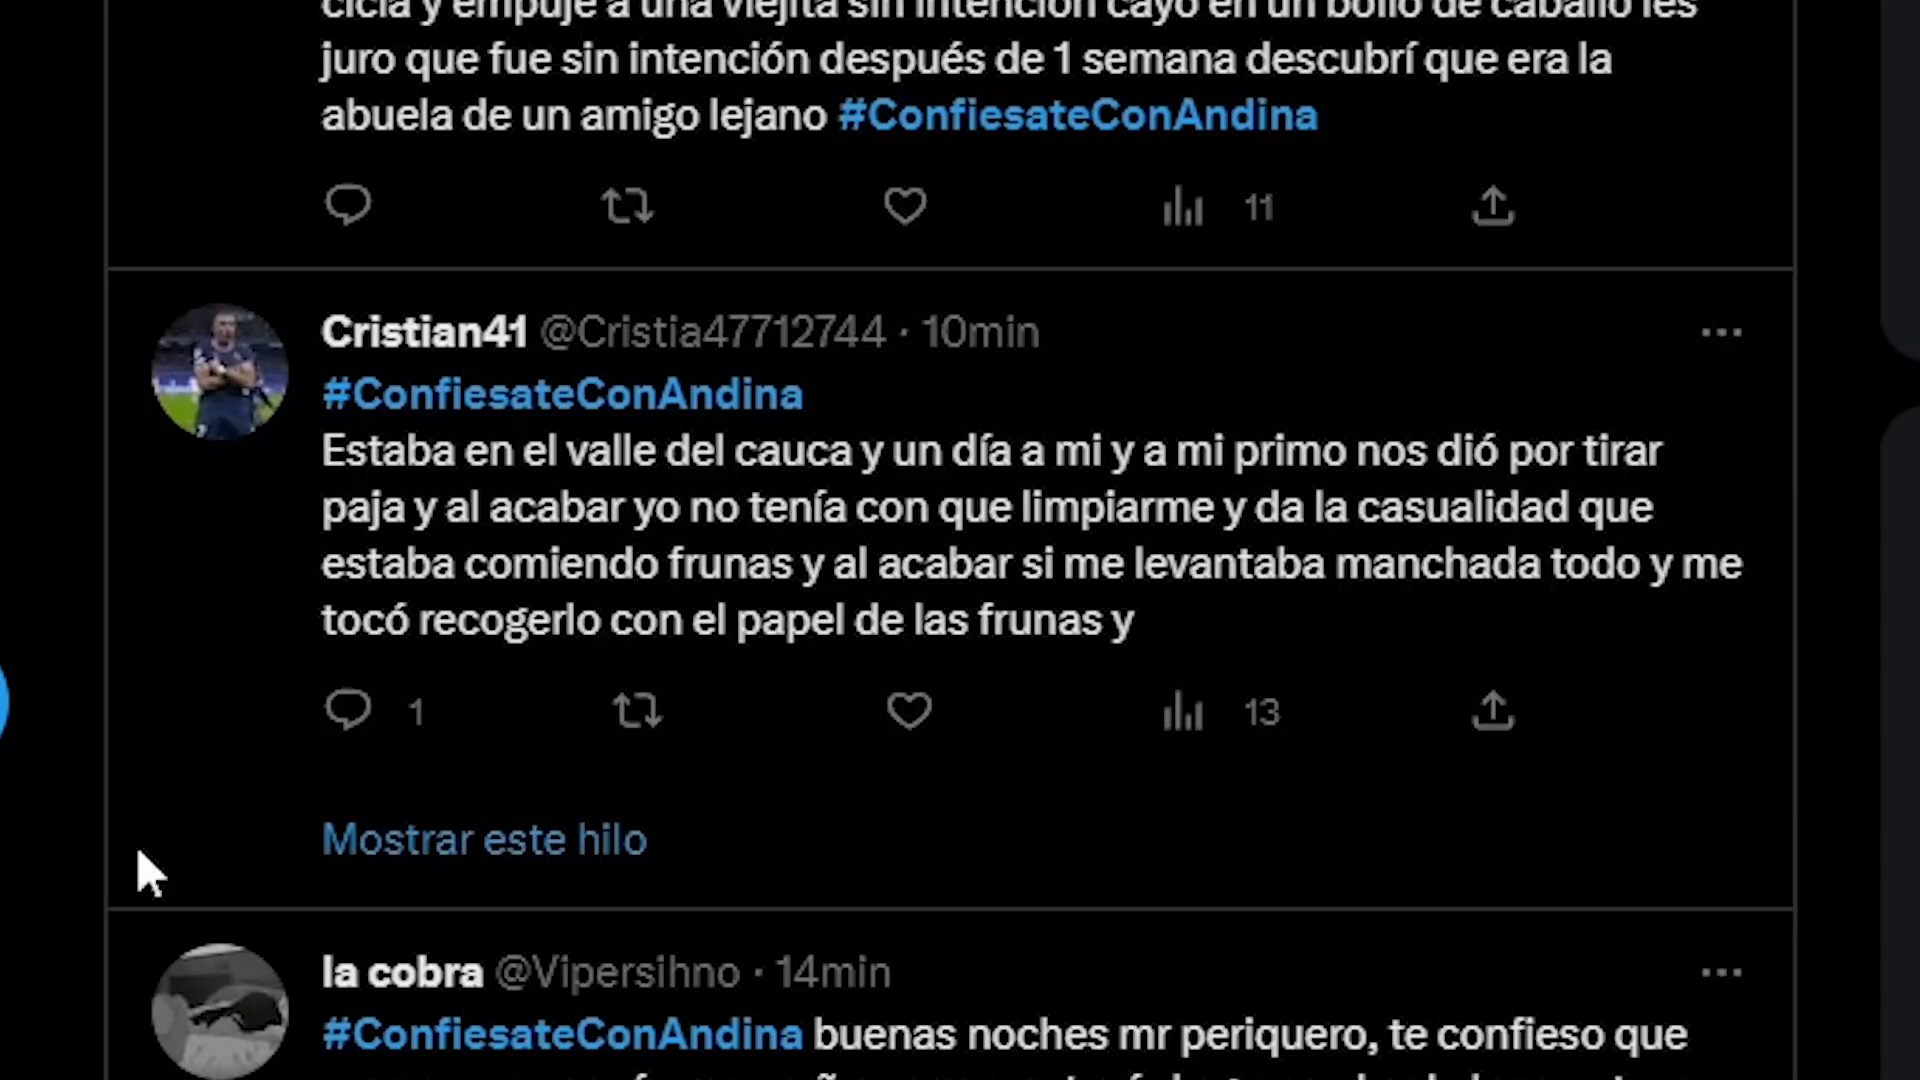 cicla y empuje a una viejita sin intención cayó en un bollo de caballo les
juro que fue sin intención después de 1 semana descubrí que era la
abuela de un amigo lejano #ConfiesateConAndina
11
Cristian41 @Cristia47712744 · 10min
#ConfiesateConAndina
Estaba en el valle del cauca y un día a mi y a mi primo nos dió por tirar
paja y al acabar yo no tenía con que limpiarme y da la casualidad que
estaba comiendo frunas y al acabar si me levantaba manchada todo y me
tocó recogerlo con el papel de las frunas y
1 13
Mostrar este hilo
la cobra @Vipersihno · 14min
#ConfiesateConAndina buenas noches mr periquero, te confieso que